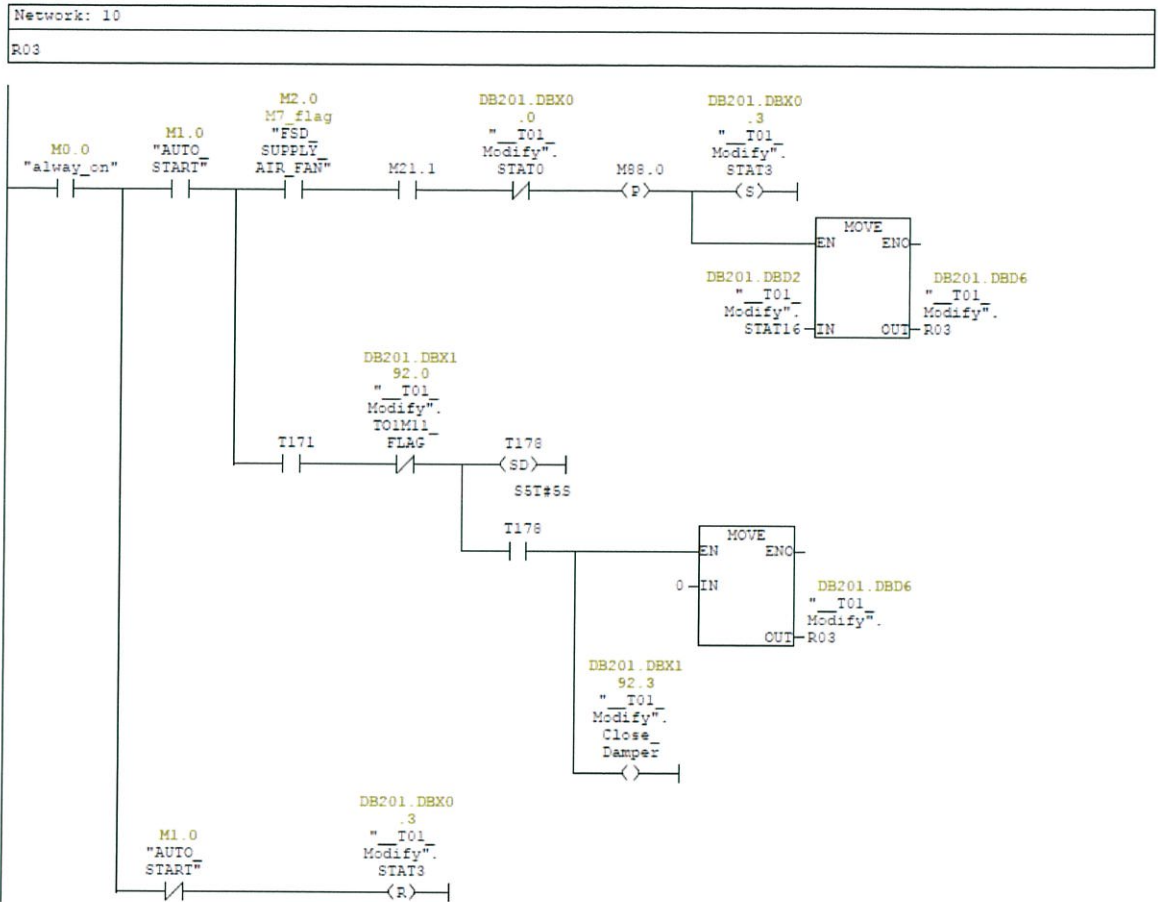 Network: 10
R03
M0.0
"alway_on"
M1.0
"AUTO_
START"
M2.0
M7_flag
"FSD_
SUPPLY_
AIR_FAN"
M21.1
DB201.DBX0
.0
"__T01_
Modify".
STAT0
M88.0
P
DB201.DBX0
.3
"__T01_
Modify".
STAT3
S
MOVE
EN ENO
DB201.DBD2
"__T01_
Modify".
STAT16
IN OUT
DB201.DBD6
"__T01_
Modify".
R03
T171
DB201.DBX1
92.0
"__T01_
Modify".
T01M11_
FLAG
T178
SD
S5T#5S
T178
MOVE
EN ENO
0
IN
OUT
DB201.DBD6
"__T01_
Modify".
R03
DB201.DBX1
92.3
"__T01_
Modify".
Close_
Damper
M1.0
"AUTO_
START"
DB201.DBX0
.3
"__T01_
Modify".
STAT3
R